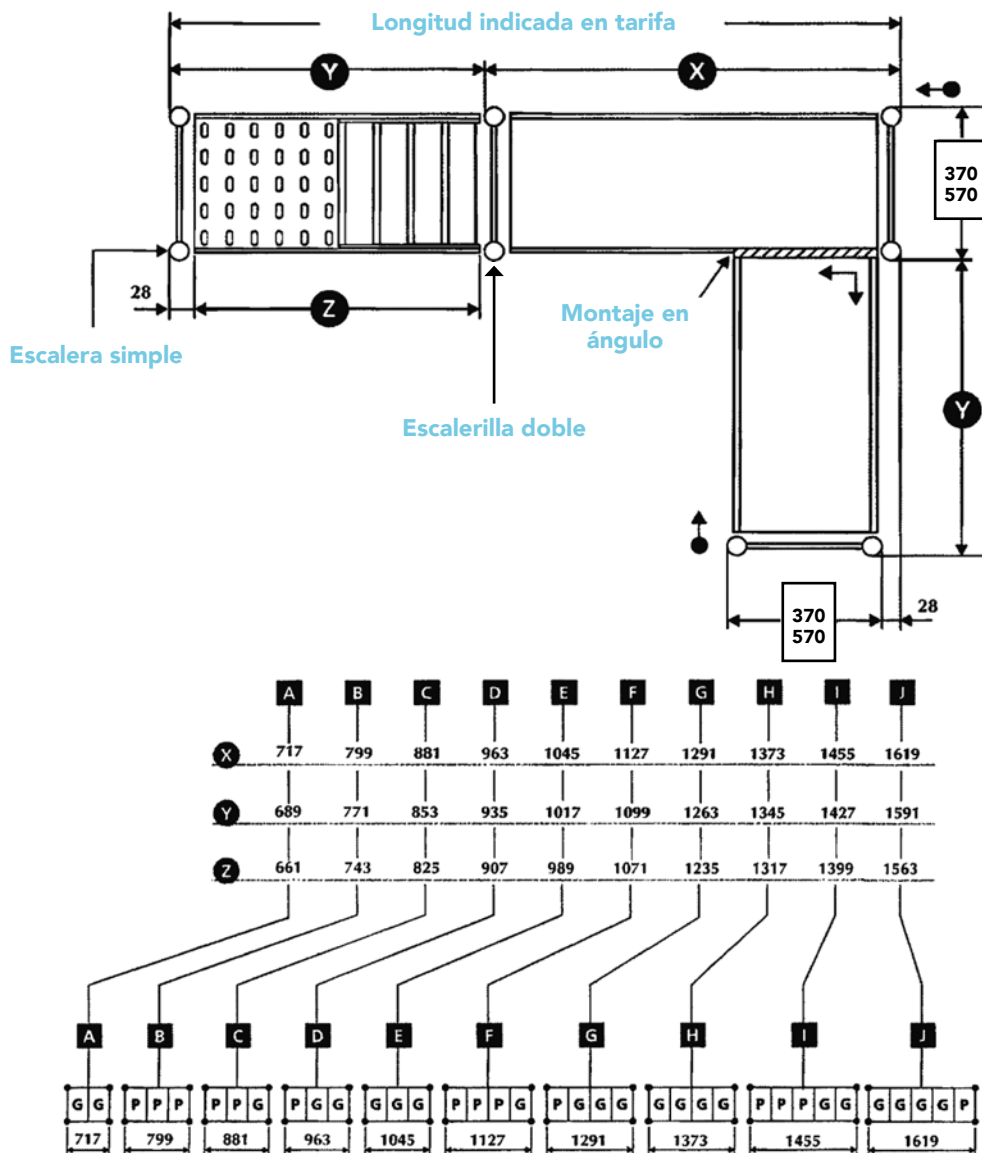 Longitud indicada en tarifa
Y X
370
570
28
Z
Escalera simple
Montaje en
ángulo
Escalerilla doble
Y
370
570
28
A B C D E F G H I J
X 717 799 881 963 1045 1127 1291 1373 1455 1619
Y 689 771 853 935 1017 1099 1263 1345 1427 1591
Z 661 743 825 907 989 1071 1235 1317 1399 1563
A B C D E F G H I J
G G P P P P P G P G G G G G P P P G P G G G G G G G P P P G G G G G G P
717 799 881 963 1045 1127 1291 1373 1455 1619